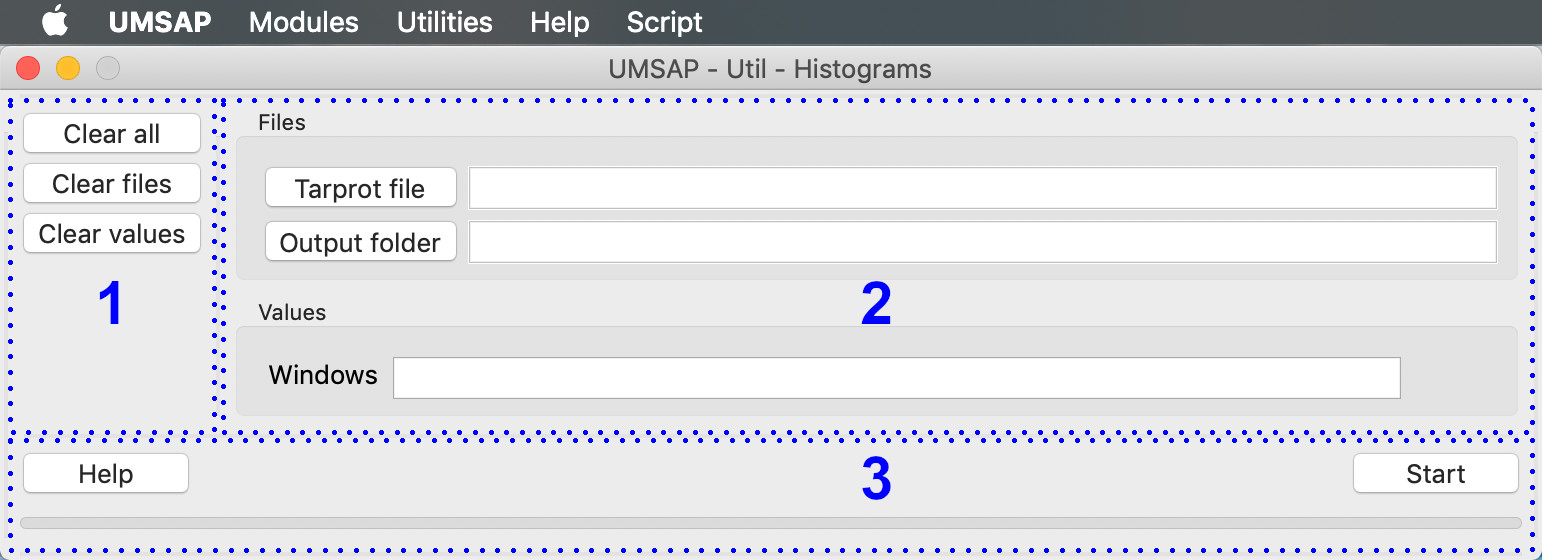 UMSAP Modules Utilities Help Script
UMSAP - Util - Histograms
Clear all
Clear files
Clear values
1
Files
Tarprot file
Output folder
2
Values
Windows
Help
3
Start